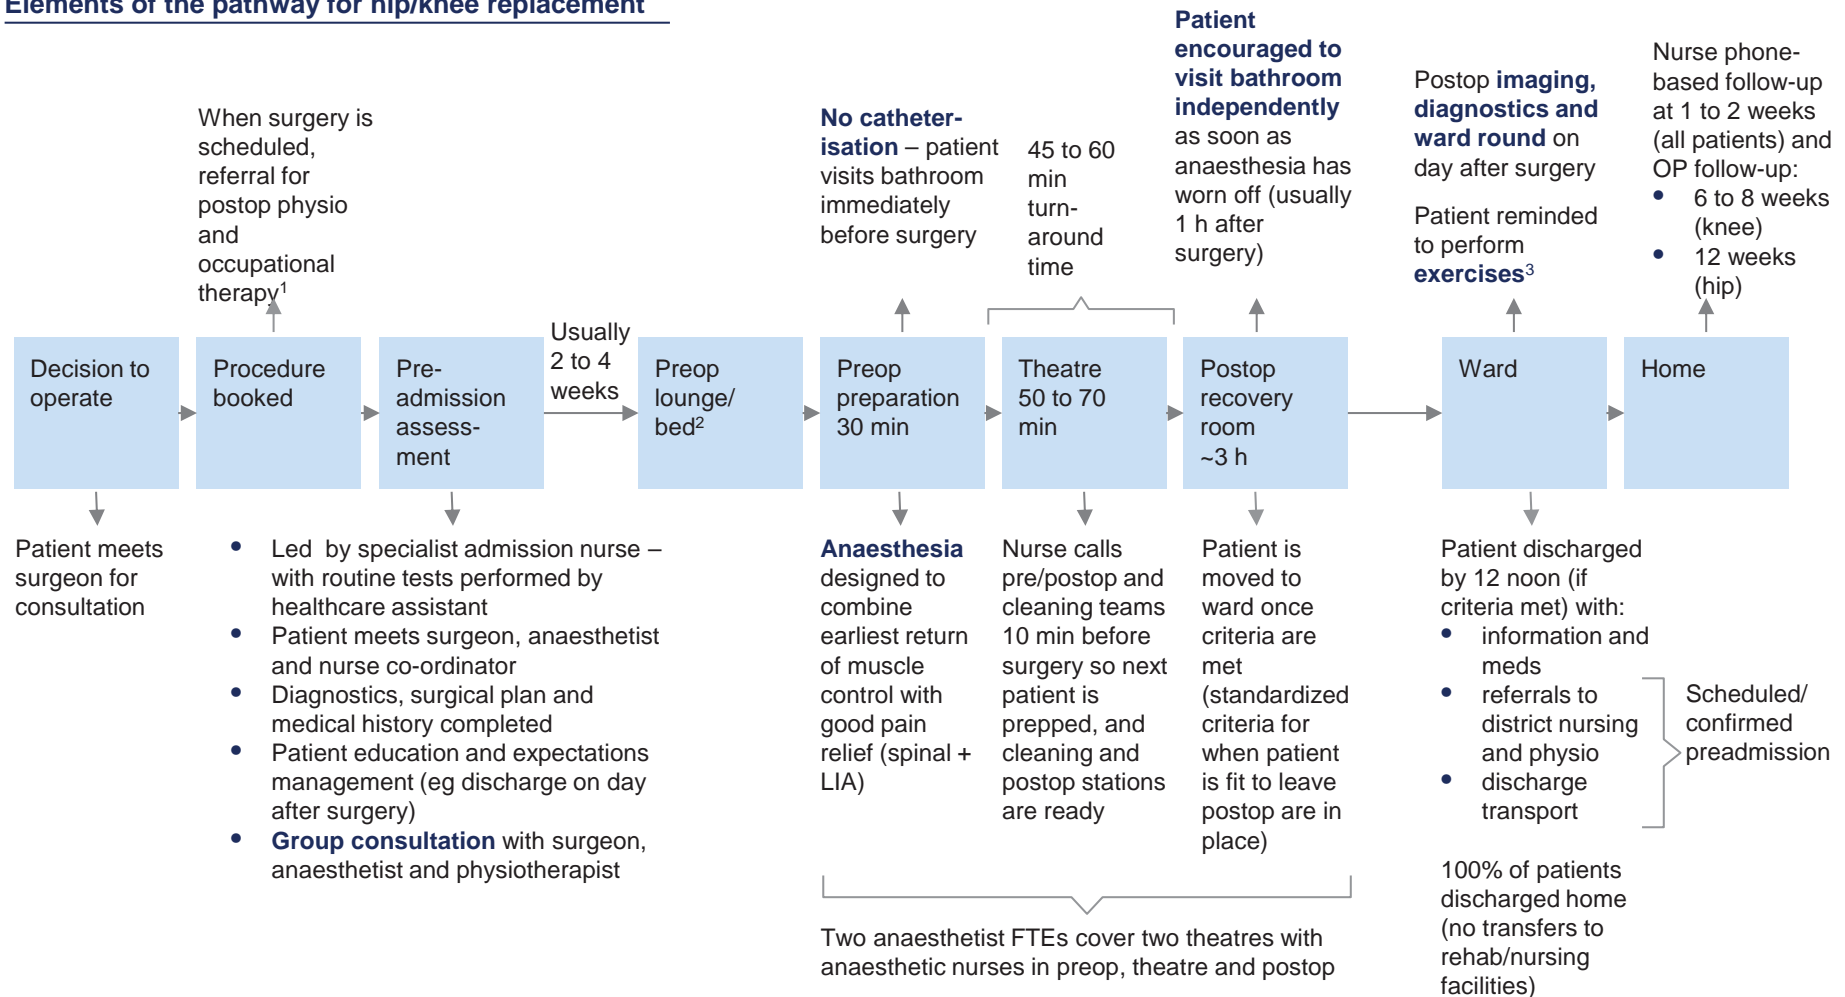 Elements of the pathway for hip/knee replacement
When surgery is
scheduled,
referral for
postop physio
and
occupational
therapy1
No catheter-
isation – patient
visits bathroom
immediately
before surgery
45 to 60
min
turn-
around
time
Patient
encouraged to
visit bathroom
independently
as soon as
anaesthesia has
worn off (usually
1 h after
surgery)
Postop imaging,
diagnostics and
ward round on
day after surgery
Patient reminded
to perform
exercises3
Nurse phone-
based follow-up
at 1 to 2 weeks
(all patients) and
OP follow-up:
• 6 to 8 weeks
(knee)
• 12 weeks
(hip)
Decision to
operate
Procedure
booked
Pre-
admission
assess-
ment
Usually
2 to 4
weeks
Preop
lounge/
bed2
Preop
preparation
30 min
Theatre
50 to 70
min
Postop
recovery
room
~3 h
Ward
Home
Patient meets
surgeon for
consultation
• Led by specialist admission nurse –
with routine tests performed by
healthcare assistant
• Patient meets surgeon, anaesthetist
and nurse co-ordinator
• Diagnostics, surgical plan and
medical history completed
• Patient education and expectations
management (eg discharge on day
after surgery)
• Group consultation with surgeon,
anaesthetist and physiotherapist
Anaesthesia
designed to
combine
earliest return
of muscle
control with
good pain
relief (spinal +
LIA)
Nurse calls
pre/postop and
cleaning teams
10 min before
surgery so next
patient is
prepped, and
cleaning and
postop stations
are ready
Patient is
moved to
ward once
criteria are
met
(standardized
criteria for
when patient
is fit to leave
postop are in
place)
Two anaesthetist FTEs cover two theatres with
anaesthetic nurses in preop, theatre and postop
Patient discharged
by 12 noon (if
criteria met) with:
• information and
meds
• referrals to
district nursing
and physio
• discharge
transport
Scheduled/
confirmed
preadmission
100% of patients
discharged home
(no transfers to
rehab/nursing
facilities)